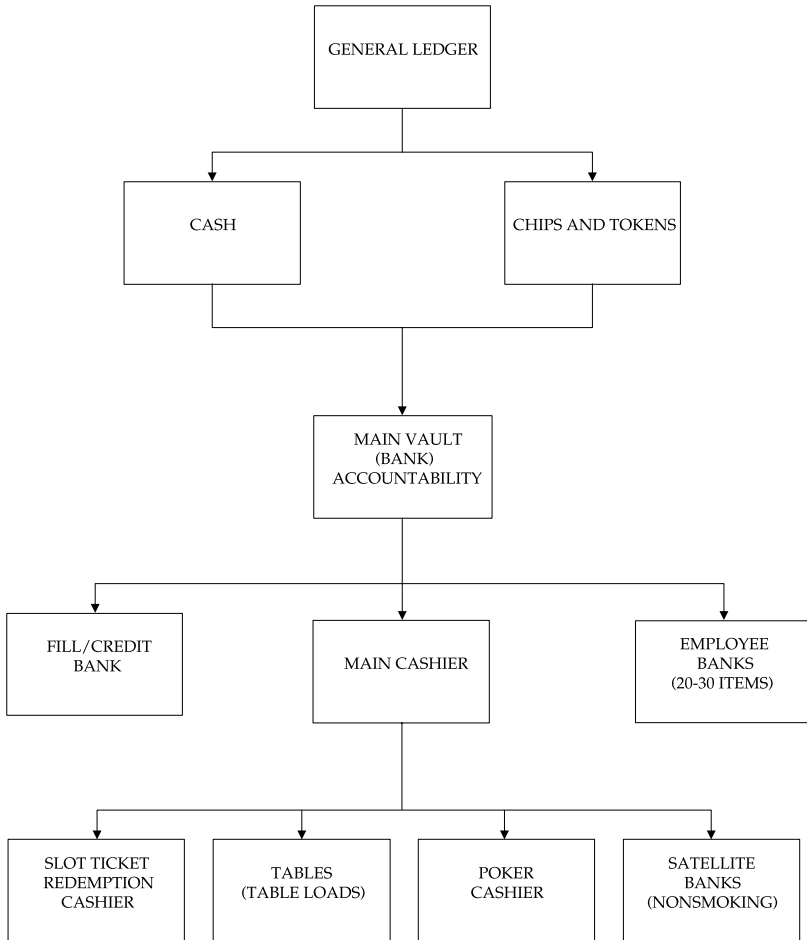 GENERAL LEDGER
CASH
CHIPS AND TOKENS
MAIN VAULT
(BANK)
ACCOUNTABILITY
FILL/CREDIT
BANK
MAIN CASHIER
EMPLOYEE
BANKS
(20-30 ITEMS)
SLOT TICKET
REDEMPTION
CASHIER
TABLES
(TABLE LOADS)
POKER
CASHIER
SATELLITE
BANKS
(NONSMOKING)